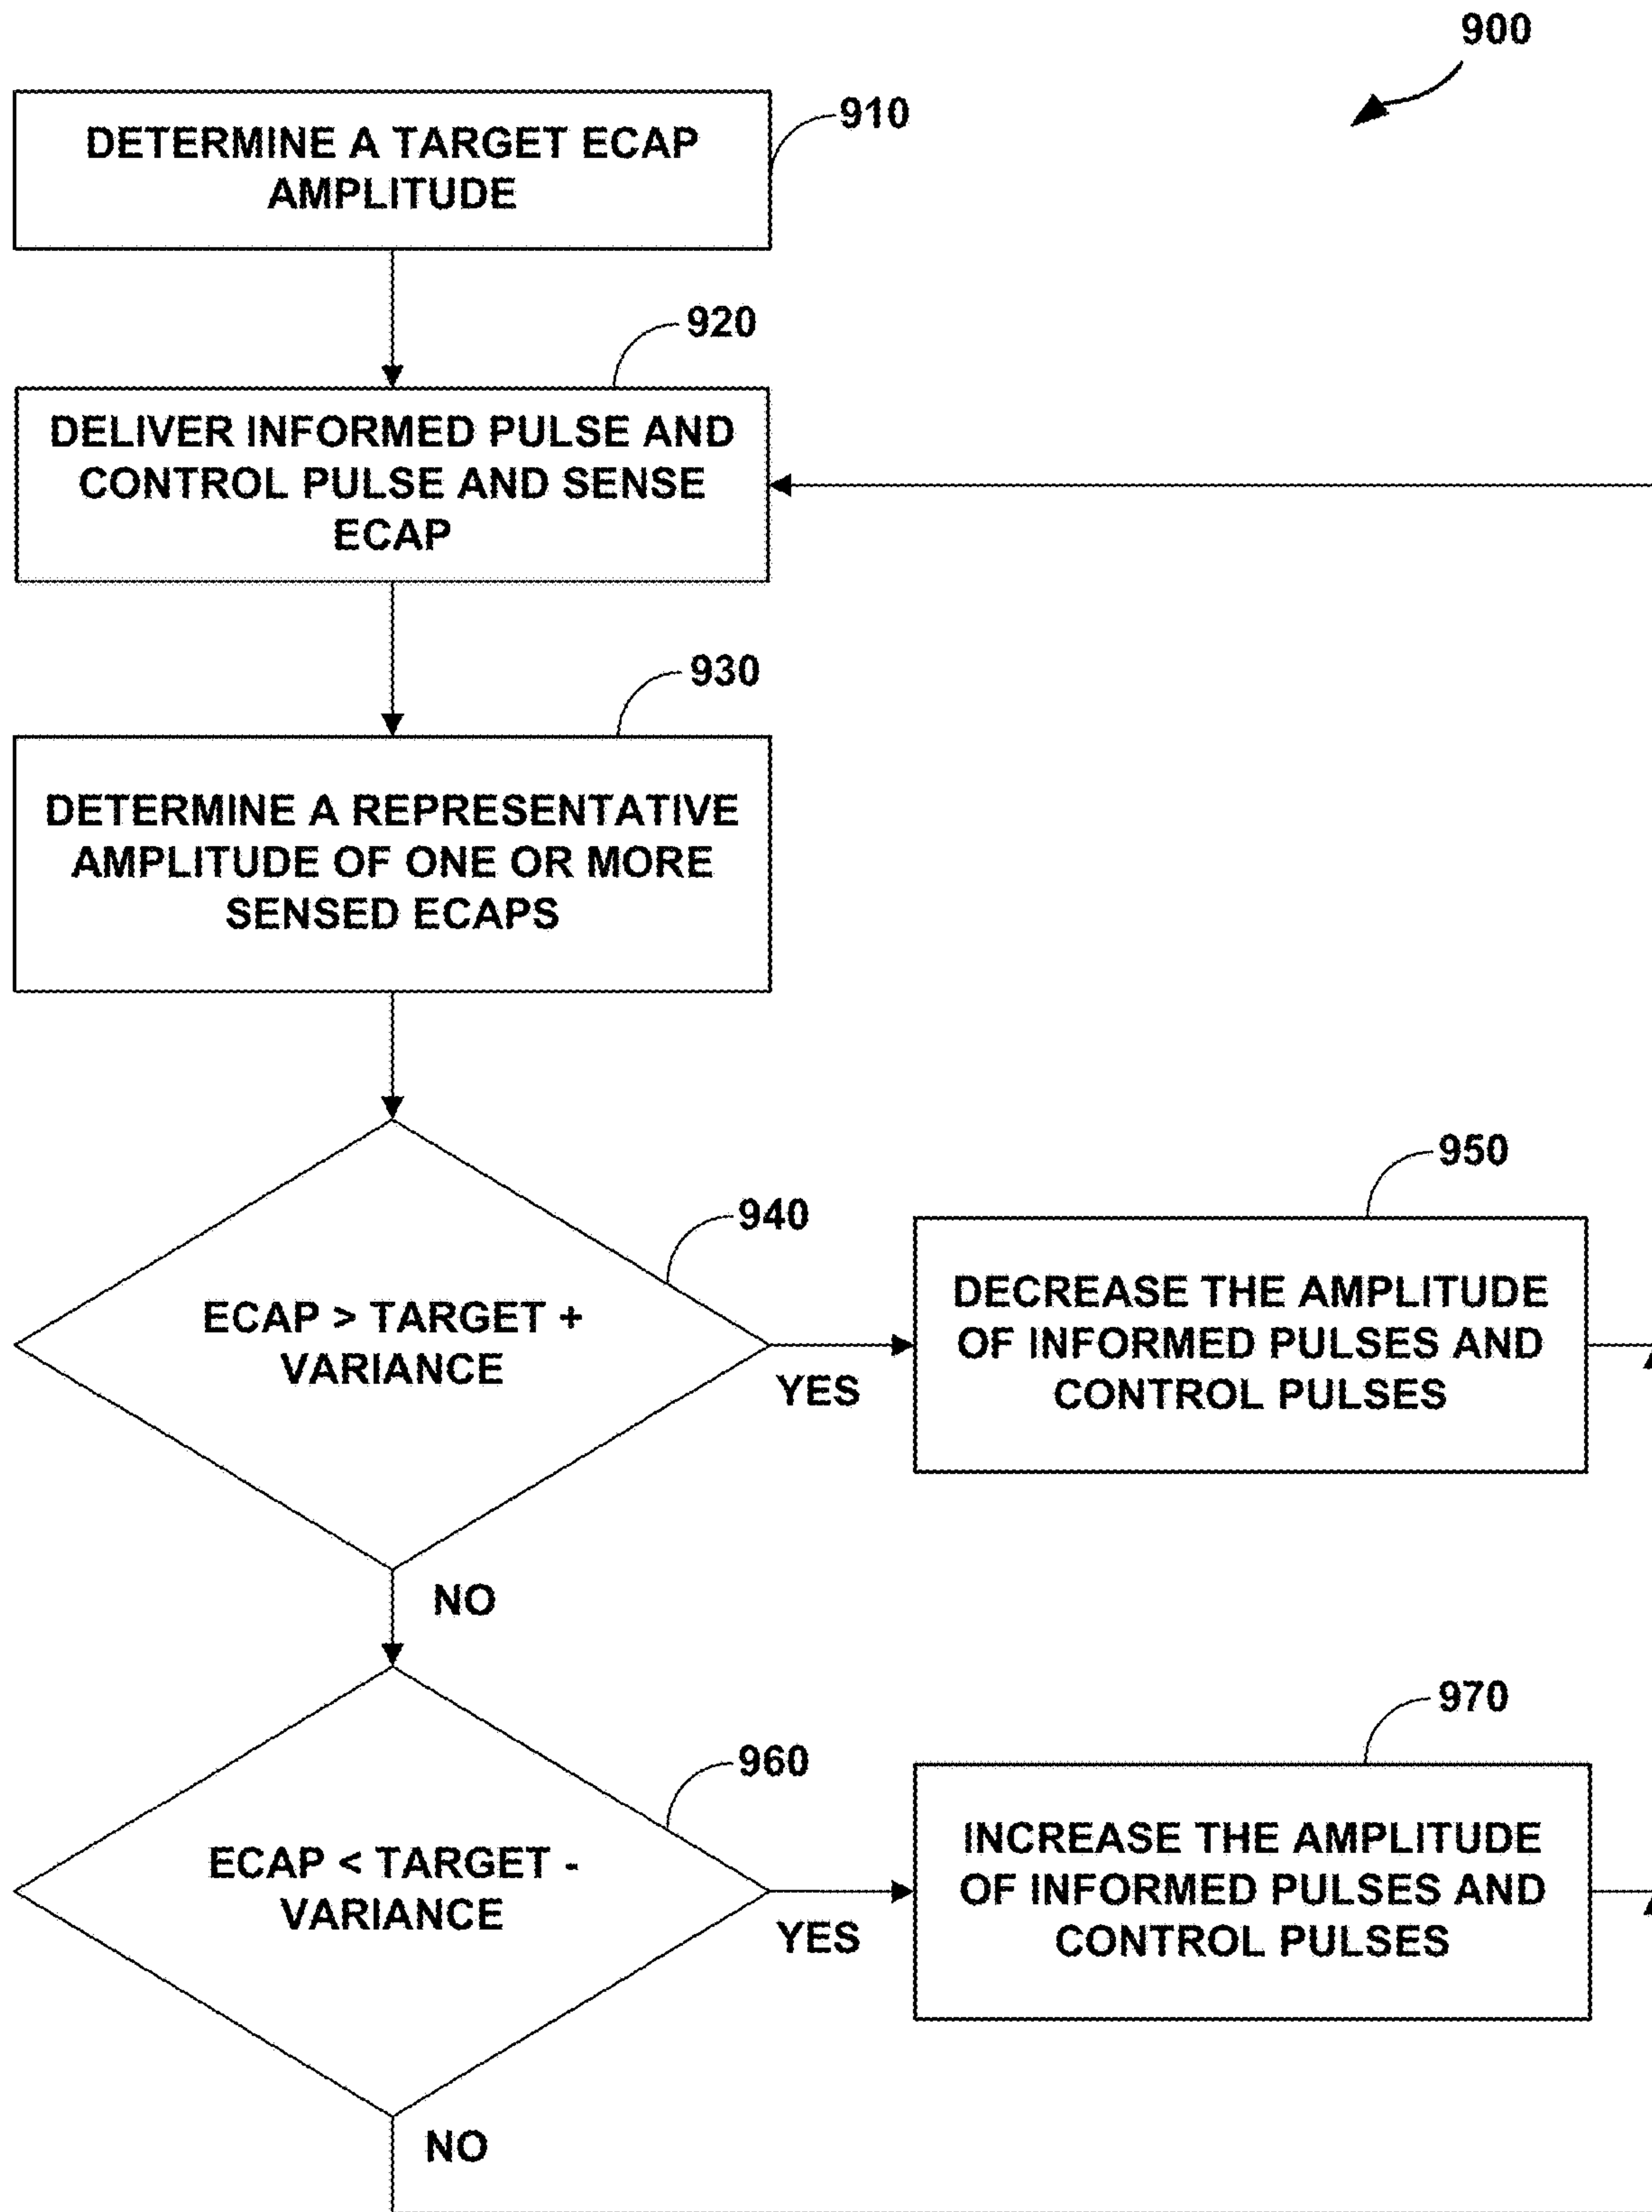 900
DETERMINE A TARGET ECAP
AMPLITUDE
910
920
DELIVER INFORMED PULSE AND
CONTROL PULSE AND SENSE
ECAP
930
DETERMINE A REPRESENTATIVE
AMPLITUDE OF ONE OR MORE
SENSED ECAPS
940
ECAP > TARGET +
VARIANCE
YES
950
DECREASE THE AMPLITUDE
OF INFORMED PULSES AND
CONTROL PULSES
NO
960
ECAP < TARGET -
VARIANCE
YES
970
INCREASE THE AMPLITUDE
OF INFORMED PULSES AND
CONTROL PULSES
NO